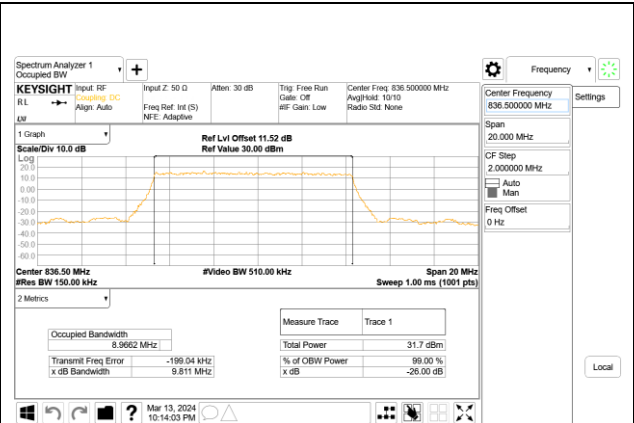 Spectrum Analyzer 1
Occupied BW
KEYSIGHT
RL
Input: RF
Coupling: DC
Align: Auto
Input Z: 50 Ω
Freq Ref: Int (S)
NFE: Adaptive
Atten: 30 dB
Trig: Free Run
Gate: Off
#IF Gain: Low
Center Freq: 836.500000 MHz
Avg|Hold: 10/10
Radio Std: None
Frequency
Settings
Center Frequency
836.500000 MHz
Span
20.000 MHz
CF Step
2.000000 MHz
Auto
Man
Freq Offset
0 Hz
Local
1 Graph
Scale/Div 10.0 dB
Ref Lvl Offset 11.52 dB
Ref Value 30.00 dBm
Log
20.0
10.0
0.00
-10.0
-20.0
-30.0
-40.0
-50.0
-60.0
Center 836.50 MHz
#Video BW 510.00 kHz
Span 20 MHz
#Res BW 150.00 kHz
Sweep 1.00 ms (1001 pts)
2 Metrics
Occupied Bandwidth
8.9662 MHz
Transmit Freq Error -199.04 kHz
x dB Bandwidth 9.811 MHz
Measure Trace Trace 1
Total Power 31.7 dBm
% of OBW Power 99.00 %
x dB -26.00 dB
?
Mar 13, 2024
10:14:03 PM